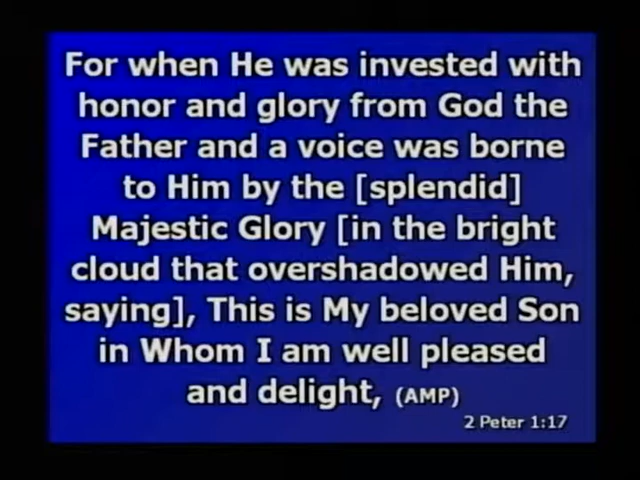 For when He was invested with
honor and glory from God the
Father and a voice was borne
to Him by the [splendid]
Majestic Glory [in the bright
cloud that overshadowed Him,
saying], This is My beloved Son
in Whom I am well pleased
and delight, (AMP)
2 Peter 1:17